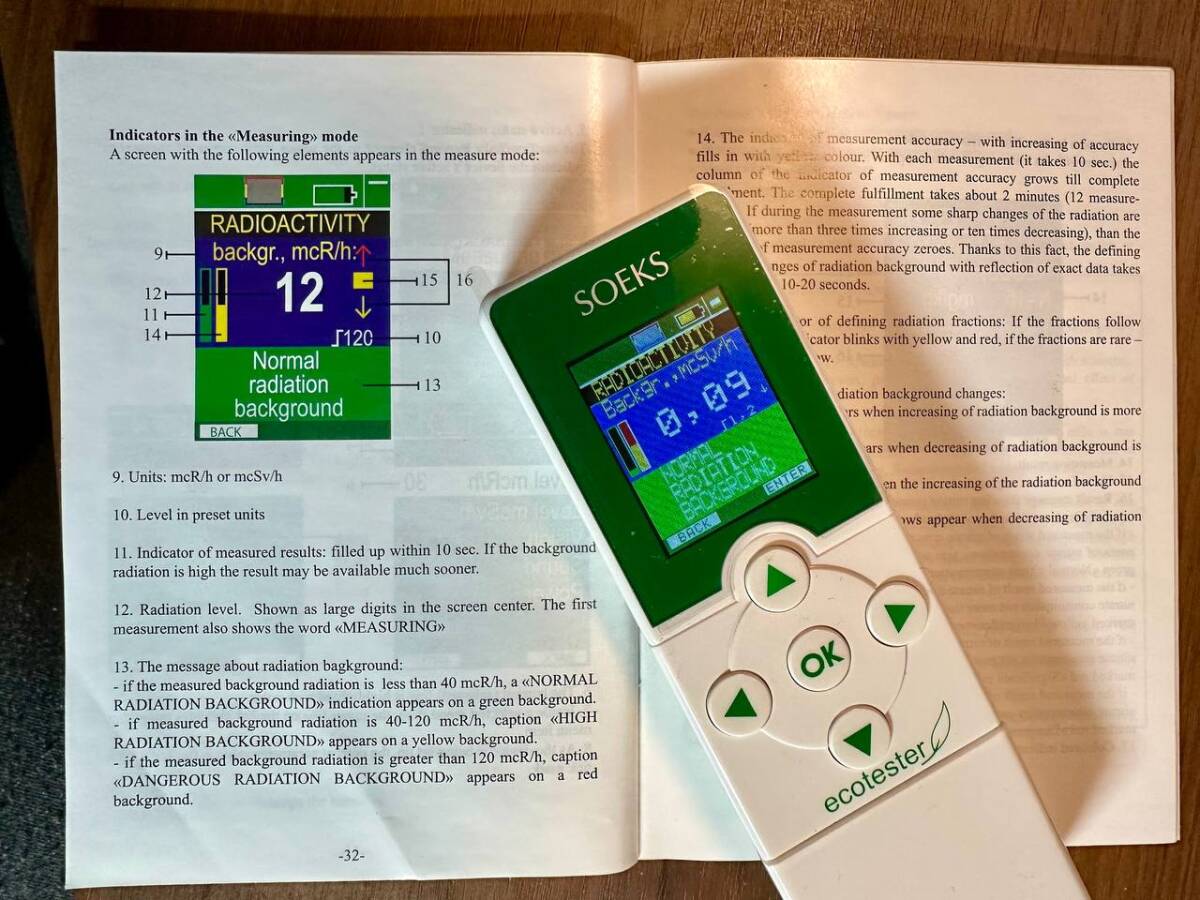 Indicators in the «Measuring» mode
A screen with the following elements appears in the measure mode:
RADIOACTIVITY
backgr., mcR/h:
9
12
11
14
12
15
16
120
10
Normal
radiation
background
13
BACK
9. Units: mcR/h or mcSv/h
10. Level in preset units
11. Indicator of measured results: filled up within 10 sec. If the background
radiation is high the result may be available much sooner.
12. Radiation level. Shown as large digits in the screen center. The first
measurement also shows the word «MEASURING»
13. The message about radiation bagkground:
- if the measured background radiation is less than 40 mcR/h, a «NORMAL
RADIATION BACKGROUND» indication appears on a green background.
- if measured background radiation is 40-120 mcR/h, caption «HIGH
RADIATION BACKGROUND» appears on a yellow background.
- if the measured background radiation is greater than 120 mcR/h, caption
«DANGEROUS RADIATION BACKGROUND» appears on a red
background.
-32-
14. The of measurement accuracy – with increasing of accuracy
fills in with colour. With each measurement (it takes 10 sec.) the
column of the indicator of measurement accuracy grows till complete
The complete fulfillment takes about 2 minutes (12 measure-
If during the measurement some sharp changes of the radiation are
more than three times increasing or ten times decreasing), than the
of measurement accuracy zeroes. Thanks to this fact, the defining
of radiation background with reflection of exact data takes
10-20 seconds.
of defining radiation fractions: If the fractions follow
blinks with yellow and red, if the fractions are rare –
background changes:
when increasing of radiation background is more
when decreasing of radiation background is
the increasing of the radiation background
appear when decreasing of radiation
SOEKS
RADIOACTIVITY
Backgr.,mcSv/h
0,09
1.2
NORMAL
RADIATION
BACKGROUND
BACK
ENTER
OK
ecotester